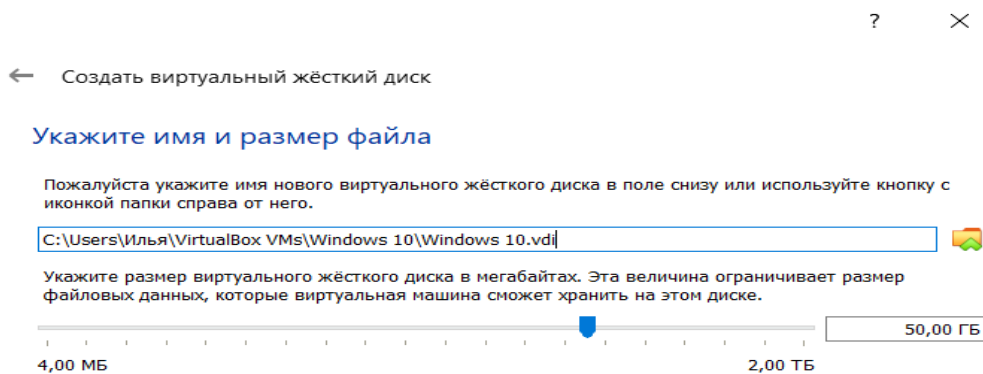 ?
Создать виртуальный жёсткий диск
Укажите имя и размер файла
Пожалуйста укажите имя нового виртуального жёсткого диска в поле снизу или используйте кнопку с
иконкой папки справа от него.
C:\Users\Илья\VirtualBox VMs\Windows 10\Windows 10.vdi
Укажите размер виртуального жёсткого диска в мегабайтах. Эта величина ограничивает размер
файловых данных, которые виртуальная машина сможет хранить на этом диске.
50,00 ГБ
4,00 МБ 2,00 ТБ